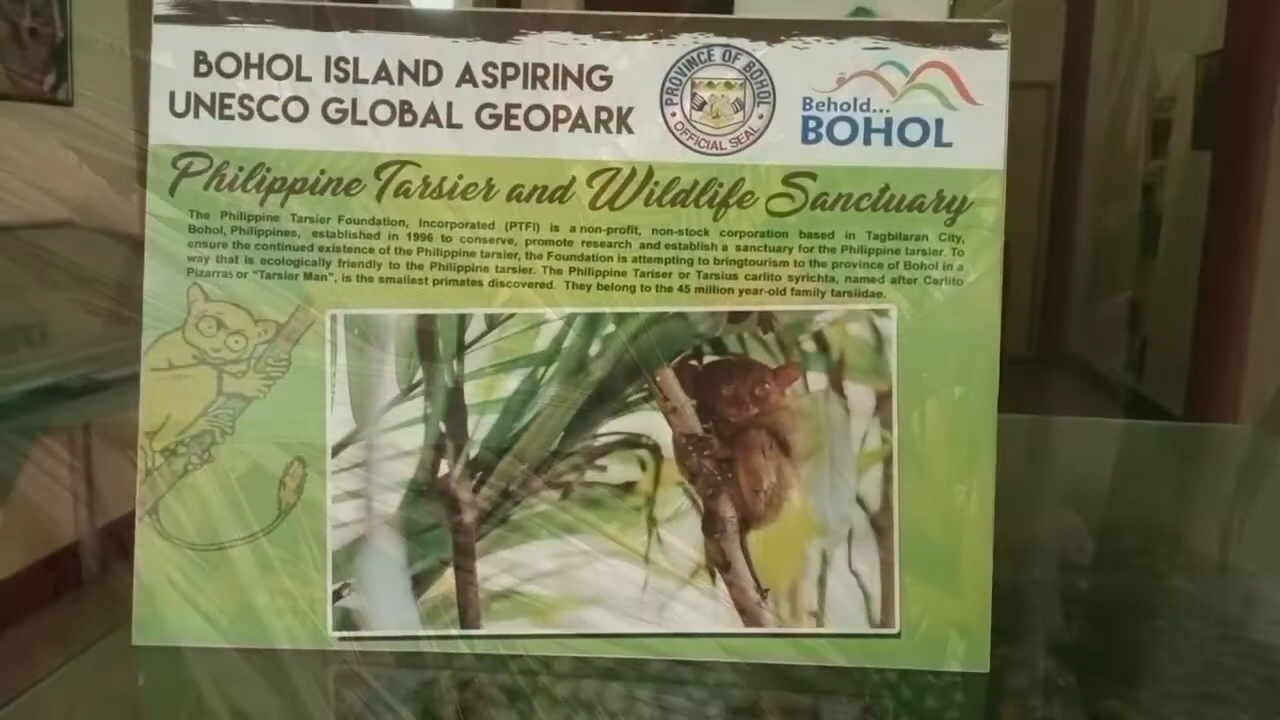 BOHOL ISLAND ASPIRING
UNESCO GLOBAL GEOPARK
PROVINCE OF BOHOL
OFFICIAL SEAL
Behold...
BOHOL
Philippine Tarsier and Wildlife Sanctuary
The Philippine Tarsier Foundation, Incorporated (PTFI) is a non-profit, non-stock corporation based in Tagbilaran City,
Bohol, Philippines, established in 1996 to conserve, promote research and establish a sanctuary for the Philippine tarsier. To
ensure the continued existence of the Philippine tarsier, the Foundation is attempting to bringtourism to the province of Bohol in a
way that is ecologically friendly to the Philippine tarsier. The Philippine Tariser or Tarsius carlito syrichta, named after Carlito
Pizarras or "Tarsier Man", is the smallest primates discovered. They belong to the 45 million year-old family tarsiidae.